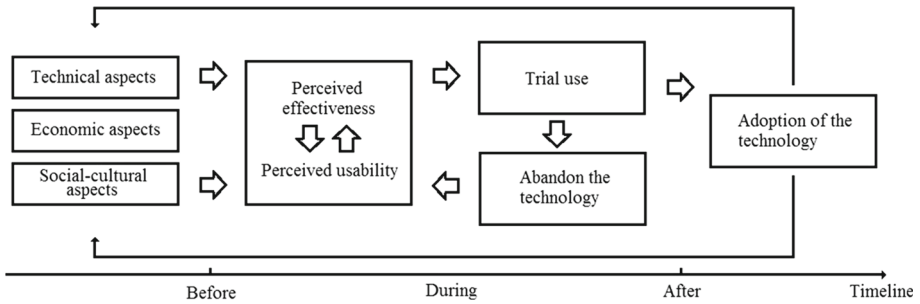 Technical aspects
Economic aspects
Social-cultural
aspects
Perceived
effectiveness
Perceived usability
Trial use
Abandon the
technology
Adoption of the
technology
Before
During
After
Timeline